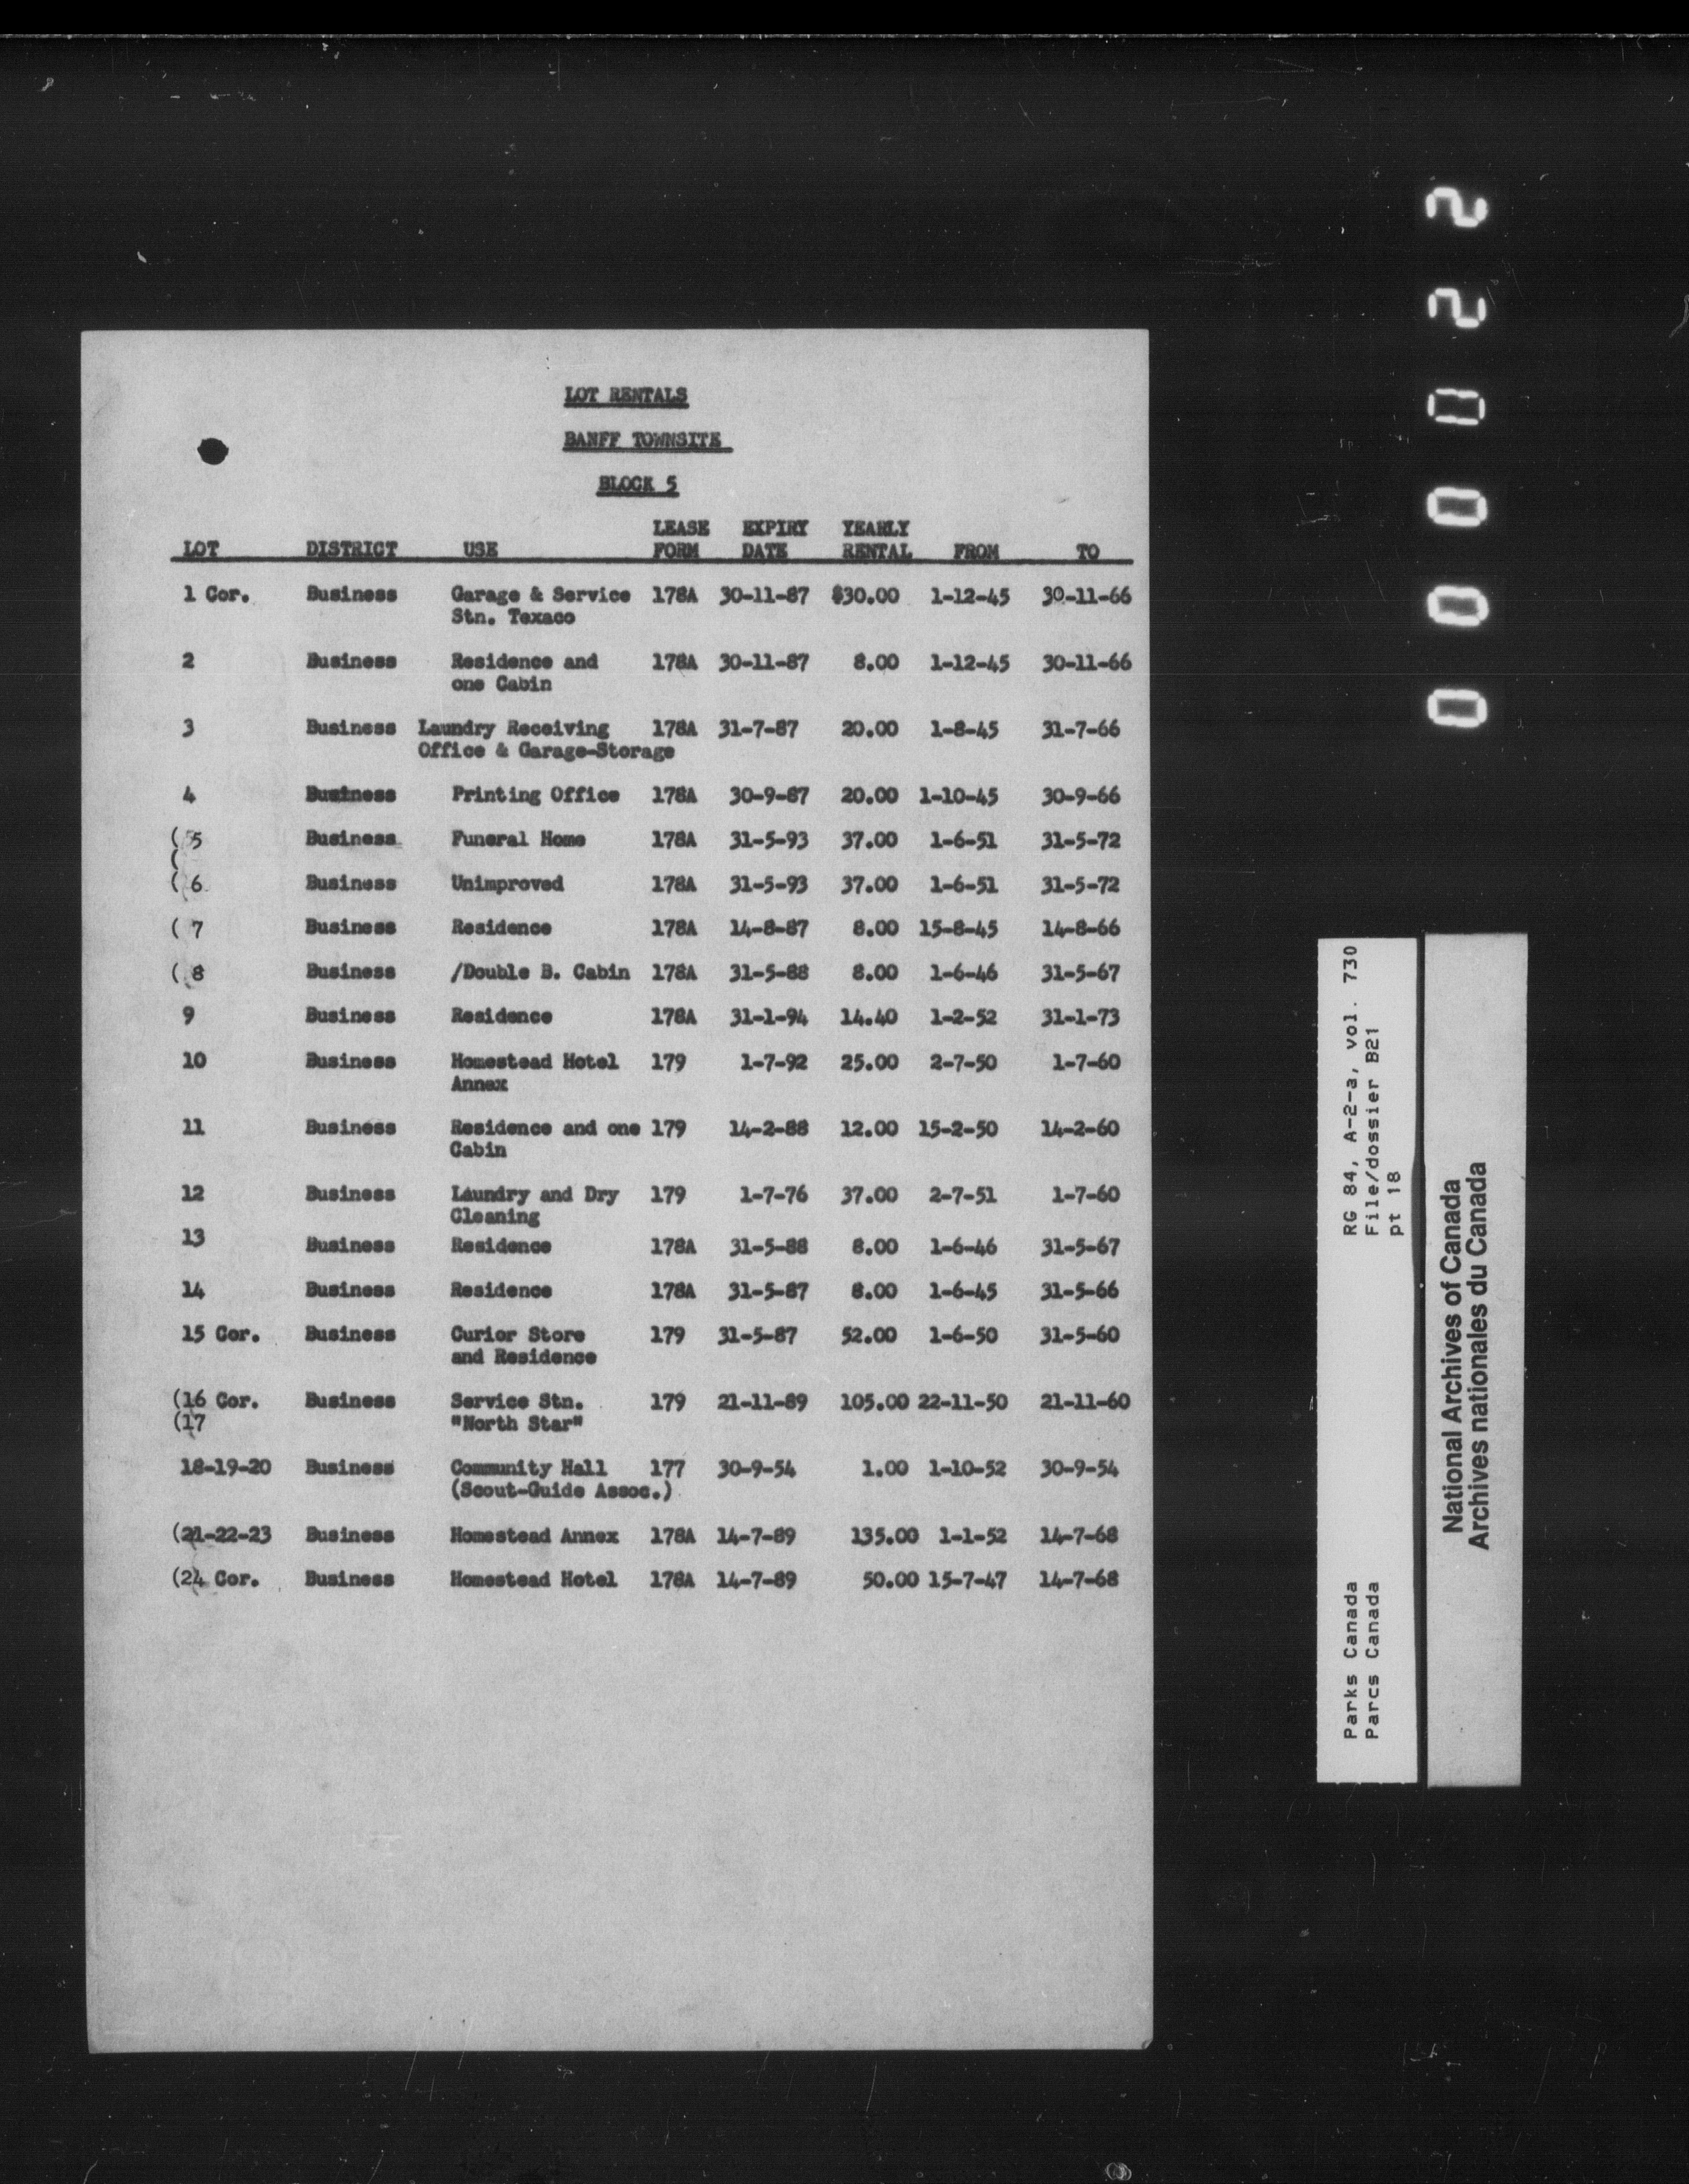 LOT RENTALS
BANFF TOWNSITE
BLOCK 5
LEASE EXPIRY YEARLY
LOT DISTRICT USE FORM DATE RENTAL FROM TO
1 Cor. Business Garage & Service 178A 30-11-87 $30.00 1-12-45 30-11-66
Stn. Texaco
2 Business Residence and 178A 30-11-87 8.00 1-12-45 30-11-66
one Cabin
3 Business Laundry Receiving 178A 31-7-87 20.00 1-8-45 31-7-66
Office & Garage-Storage
4 Business Printing Office 178A 30-9-87 20.00 1-10-45 30-9-66
( 5 Business Funeral Home 178A 31-5-93 37.00 1-6-51 31-5-72
(
( 6 Business Unimproved 178A 31-5-93 37.00 1-6-51 31-5-72
( 7 Business Residence 178A 14-8-87 8.00 15-8-45 14-8-66
( 8 Business /Double B. Cabin 178A 31-5-88 8.00 1-6-46 31-5-67
9 Business Residence 178A 31-1-94 14.40 1-2-52 31-1-73
10 Business Homestead Hotel 179 1-7-92 25.00 2-7-50 1-7-60
Annex
11 Business Residence and one 179 14-2-88 12.00 15-2-50 14-2-60
Cabin
12 Business Laundry and Dry 179 1-7-76 37.00 2-7-51 1-7-60
Cleaning
13 Business Residence 178A 31-5-88 8.00 1-6-46 31-5-67
14 Business Residence 178A 31-5-87 8.00 1-6-45 31-5-66
15 Cor. Business Curior Store 179 31-5-87 52.00 1-6-50 31-5-60
and Residence
(16 Cor. Business Service Stn. 179 21-11-89 105.00 22-11-50 21-11-60
(17 "North Star"
18-19-20 Business Community Hall 177 30-9-54 1.00 1-10-52 30-9-54
(Scout-Guide Assoc.)
(21-22-23 Business Homestead Annex 178A 14-7-89 135.00 1-1-52 14-7-68
(24 Cor. Business Homestead Hotel 178A 14-7-89 50.00 15-7-47 14-7-68
Parks Canada RG 84, A-2-a, vol. 730
Parcs Canada File/dossier B21
pt 18
National Archives of Canada
Archives nationales du Canada
000022